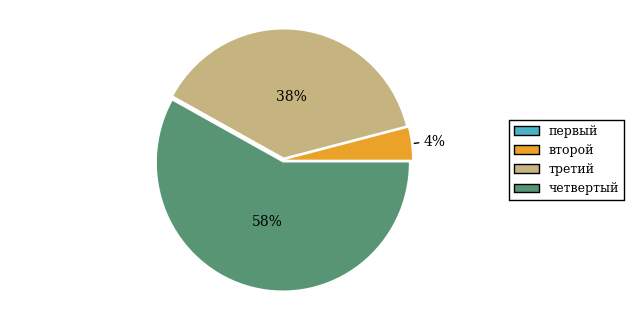 38%
4%
58%
первый
второй
третий
четвертый